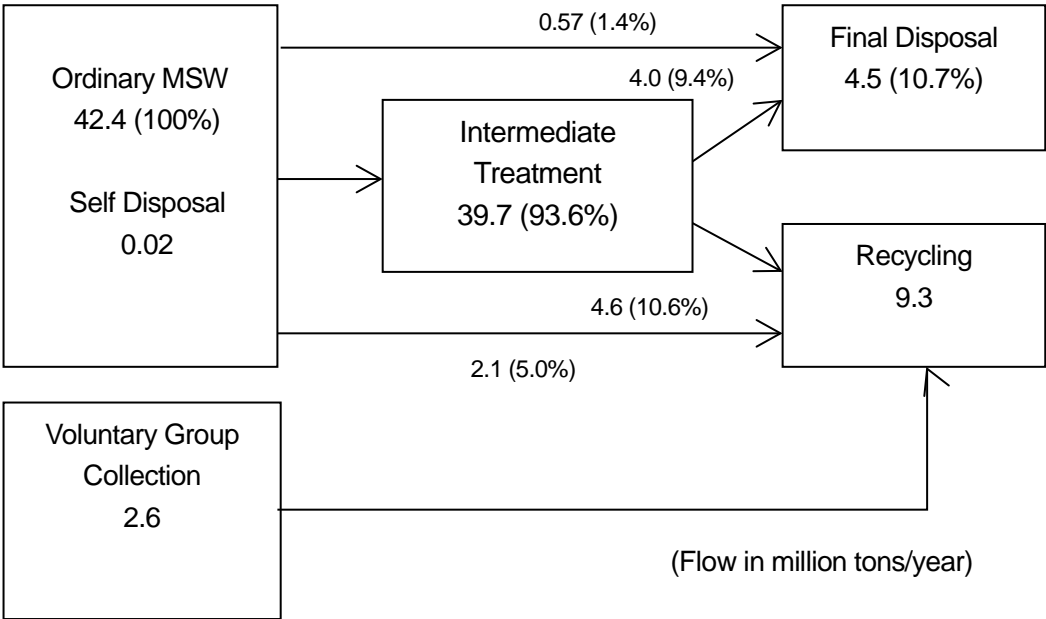 Ordinary MSW
42.4 (100%)
Self Disposal
0.02
0.57 (1.4%)
4.0 (9.4%)
Final Disposal
4.5 (10.7%)
Intermediate
Treatment
39.7 (93.6%)
Recycling
9.3
4.6 (10.6%)
2.1 (5.0%)
Voluntary Group
Collection
2.6
(Flow in million tons/year)